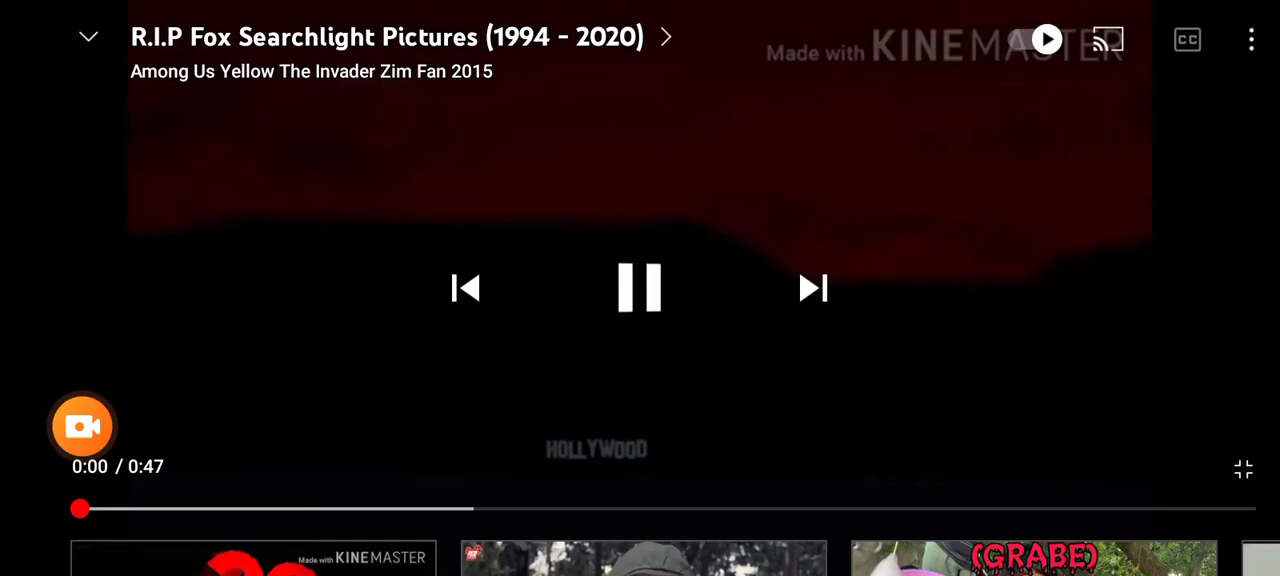 R.I.P Fox Searchlight Pictures (1994 - 2020)
Among Us Yellow The Invader Zim Fan 2015
Made with KINEMASTER
CC
HOLLYWOOD
0:00 / 0:47
Made with KINEMASTER
(GRABE)